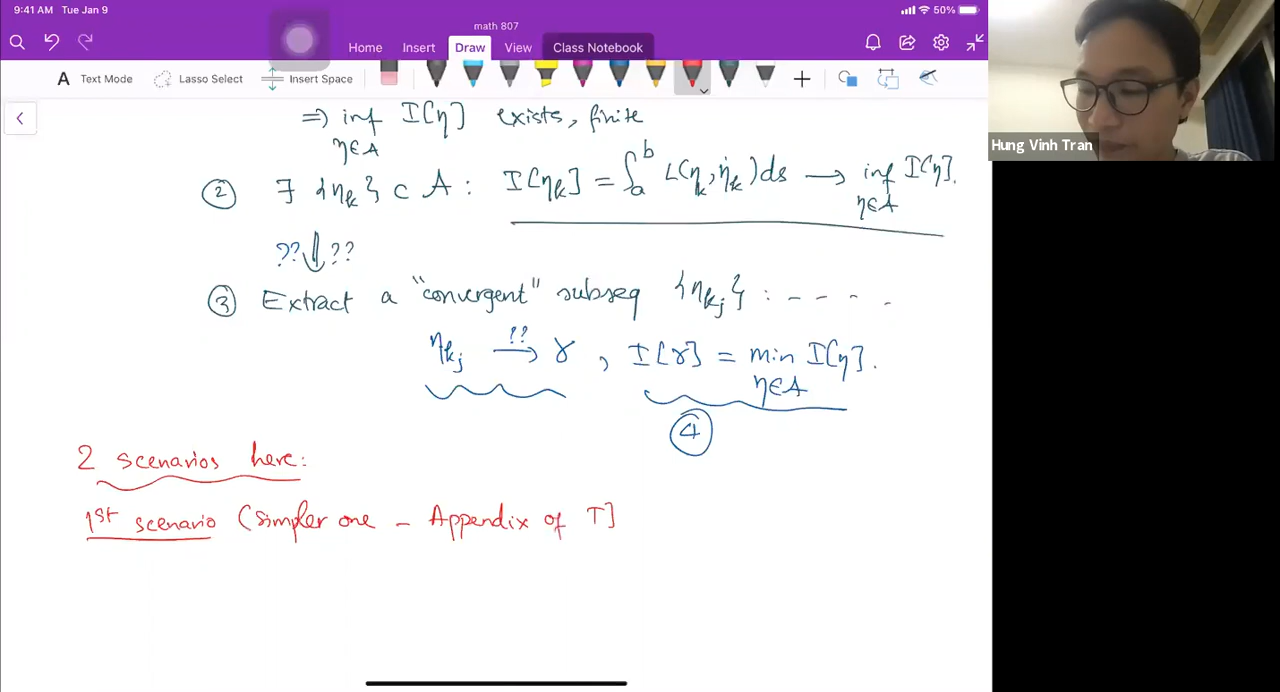 9:41 AM Tue Jan 9
50%
math 807
Home Insert Draw View Class Notebook
A Text Mode Lasso Select Insert Space
Hung Vinh Tran
⇒ inf I[η] exists, finite
η∈A
② ∃ {ηₖ} ⊂ A : I[ηₖ] = ∫ₐᵇ L(ηₖ, η̇ₖ) ds → inf I[η].
η∈A
?? ⇓ ??
③ Extract a "convergent" subseq {ηₖⱼ} : - - - - .
ηₖⱼ →?? γ , I[γ] = min I[η].
η∈A
④
2 scenarios here:
1st scenario (simpler one - Appendix of T]